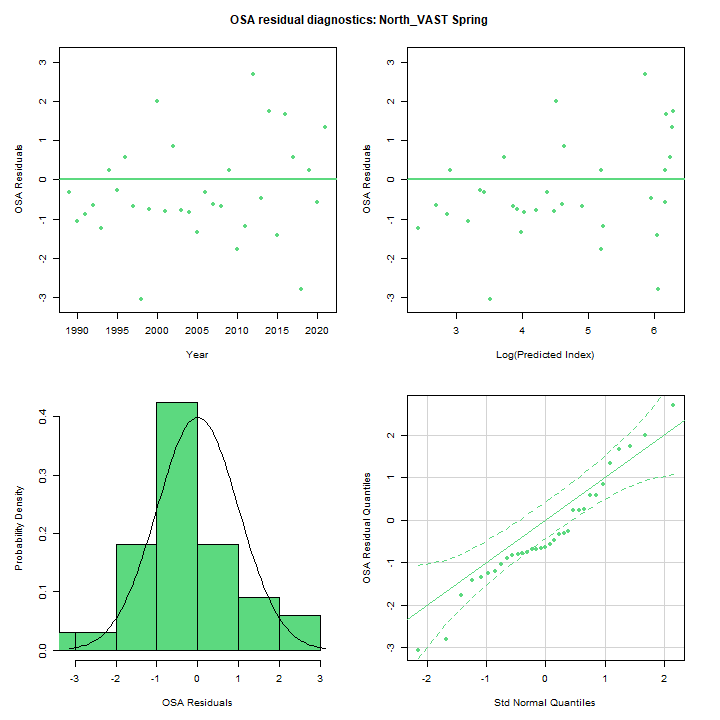 OSA residual diagnostics: North_VAST Spring
OSA Residuals
3
2
1
0
-1
-2
-3
1990 1995 2000 2005 2010 2015 2020
Year
OSA Residuals
3
2
1
0
-1
-2
-3
3 4 5 6
Log(Predicted Index)
Probability Density
0.4
0.3
0.2
0.1
0.0
-3 -2 -1 0 1 2 3
OSA Residuals
OSA Residual Quantiles
2
1
0
-1
-2
-3
-2 -1 0 1 2
Std Normal Quantiles